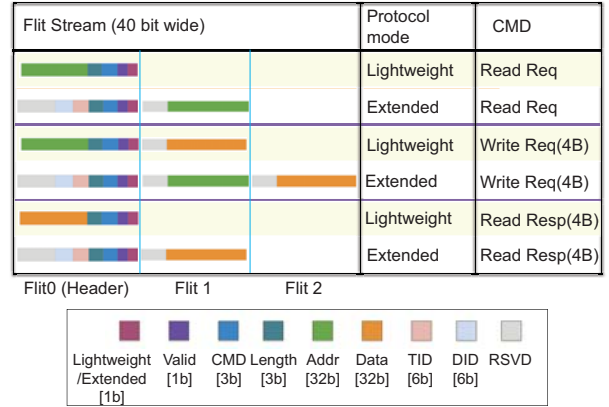 Flit Stream (40 bit wide)
Protocol
mode
CMD
Lightweight
Read Req
Extended
Read Req
Lightweight
Write Req(4B)
Extended
Write Req(4B)
Lightweight
Read Resp(4B)
Extended
Read Resp(4B)
Flit0 (Header)
Flit 1
Flit 2
Lightweight
/Extended
[1b]
Valid
[1b]
CMD
[3b]
Length
[3b]
Addr
[32b]
Data
[32b]
TID
[6b]
DID
[6b]
RSVD